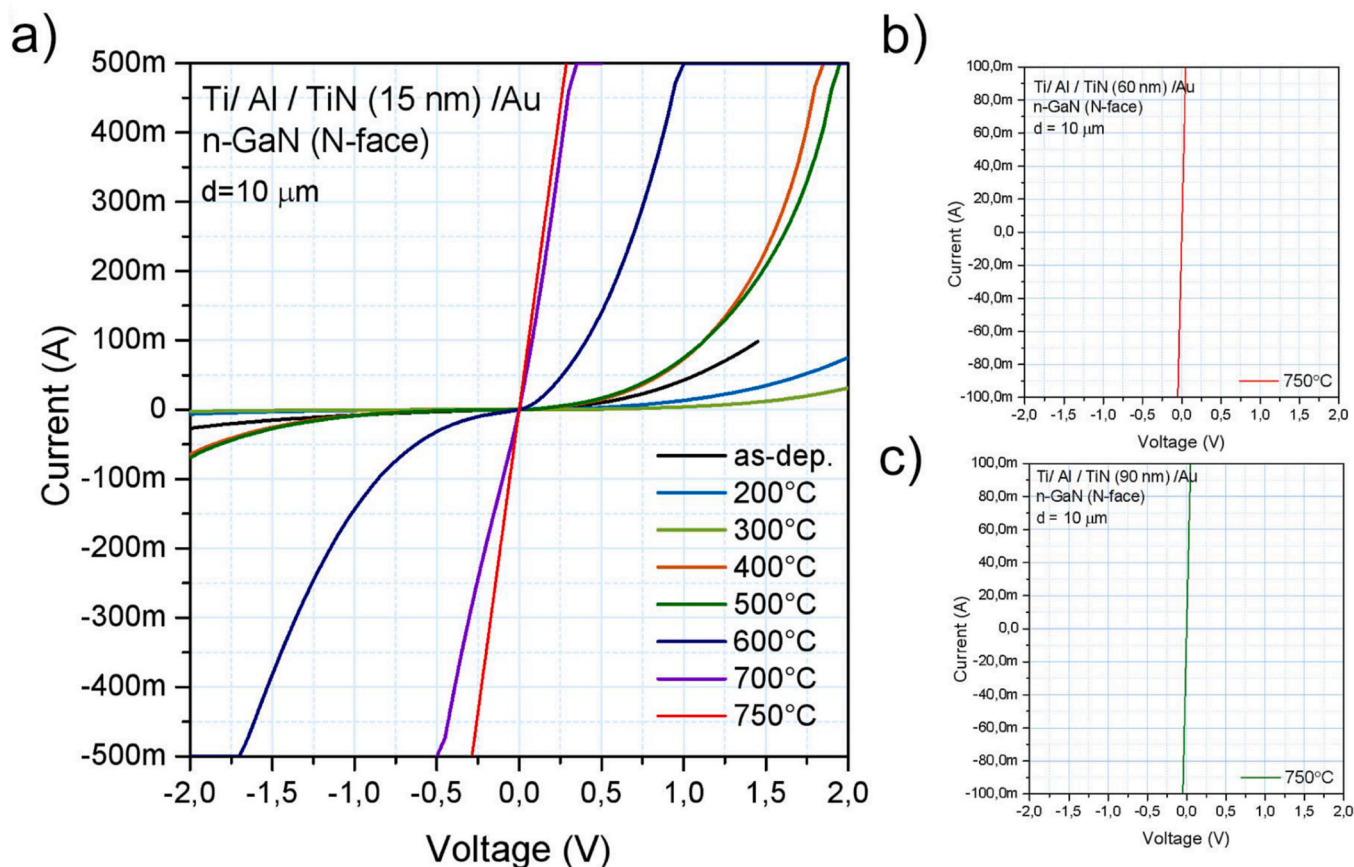 a)
500m
400m
300m
200m
100m
0
-100m
-200m
-300m
-400m
-500m
Current (A)
Ti/ Al / TiN (15 nm) /Au
n-GaN (N-face)
d=10 μm
as-dep.
200°C
300°C
400°C
500°C
600°C
700°C
750°C
-2,0 -1,5 -1,0 -0,5 0,0 0,5 1,0 1,5 2,0
Voltage (V)
b)
100,0m
80,0m
60,0m
40,0m
20,0m
0,0
-20,0m
-40,0m
-60,0m
-80,0m
-100,0m
Current (A)
Ti/ Al / TiN (60 nm) /Au
n-GaN (N-face)
d = 10 μm
750°C
-2,0 -1,5 -1,0 -0,5 0,0 0,5 1,0 1,5 2,0
Voltage (V)
c)
100,0m
80,0m
60,0m
40,0m
20,0m
0,0
-20,0m
-40,0m
-60,0m
-80,0m
-100,0m
Current (A)
Ti/ Al / TiN (90 nm) /Au
n-GaN (N-face)
d = 10 μm
750°C
-2,0 -1,5 -1,0 -0,5 0,0 0,5 1,0 1,5 2,0
Voltage (V)